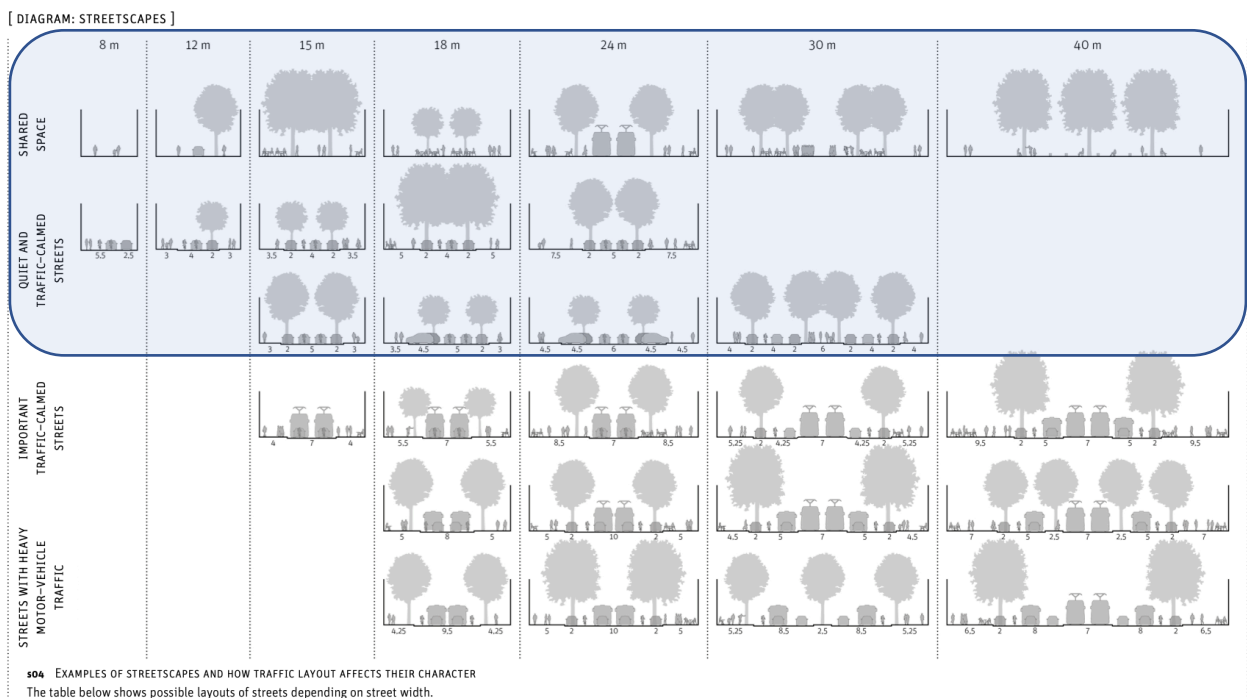 [ DIAGRAM: STREETSCAPES ]
8 m 12 m 15 m 18 m 24 m 30 m 40 m
SHARED
SPACE
QUIET AND
TRAFFIC-CALMED
STREETS
5,5 2,5 3 4 2 3 3,5 2 4 2 3,5 5 2 4 2 5 7,5 2 5 2 7,5
3 2 5 2 3 3,5 4,5 5 2 3 4,5 4,5 6 4,5 4,5 4 2 4 2 6 2 4 2 4
IMPORTANT
TRAFFIC-CALMED
STREETS
4 7 4 5,5 7 5,5 8,5 7 8,5 5,25 2 4,25 7 4,25 2 5,25 9,5 2 5 7 5 2 9,5
5 8 5 5 2 10 2 5 4,5 2 5 7 5 2 4,5 7 2 5 2,5 7 2,5 5 2 7
STREETS WITH HEAVY
MOTOR-VEHICLE
TRAFFIC
4,25 9,5 4,25 5 2 10 2 5 5,25 8,5 2,5 8,5 5,25 6,5 2 8 7 8 2 6,5
s04 EXAMPLES OF STREETSCAPES AND HOW TRAFFIC LAYOUT AFFECTS THEIR CHARACTER
The table below shows possible layouts of streets depending on street width.